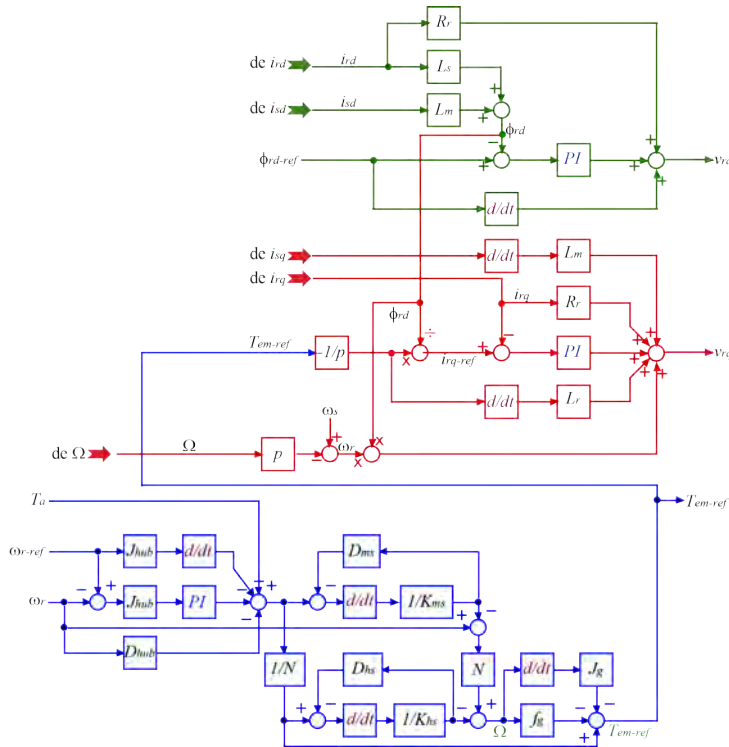 Rr
de ird ird Ls
de isd isd Lm
+
+
ϕrd
−
ϕrd-ref + PI + + +
d/dt
de isq d/dt Lm
de irq
irq Rr
ϕrd ÷ −
Tem-ref -1/p x irq-ref + PI + + + + +
d/dt Lr
ωs
de Ω Ω p + − ωr x x
Ta Tem-ref
ωr-ref Jhub d/dt Dms
ωr − + Jhub PI − − + − − d/dt 1/Kms + −
Dhub
1/N Dhs N d/dt Jg
+ − d/dt 1/Khs − + Ω fg − − +
Tem-ref